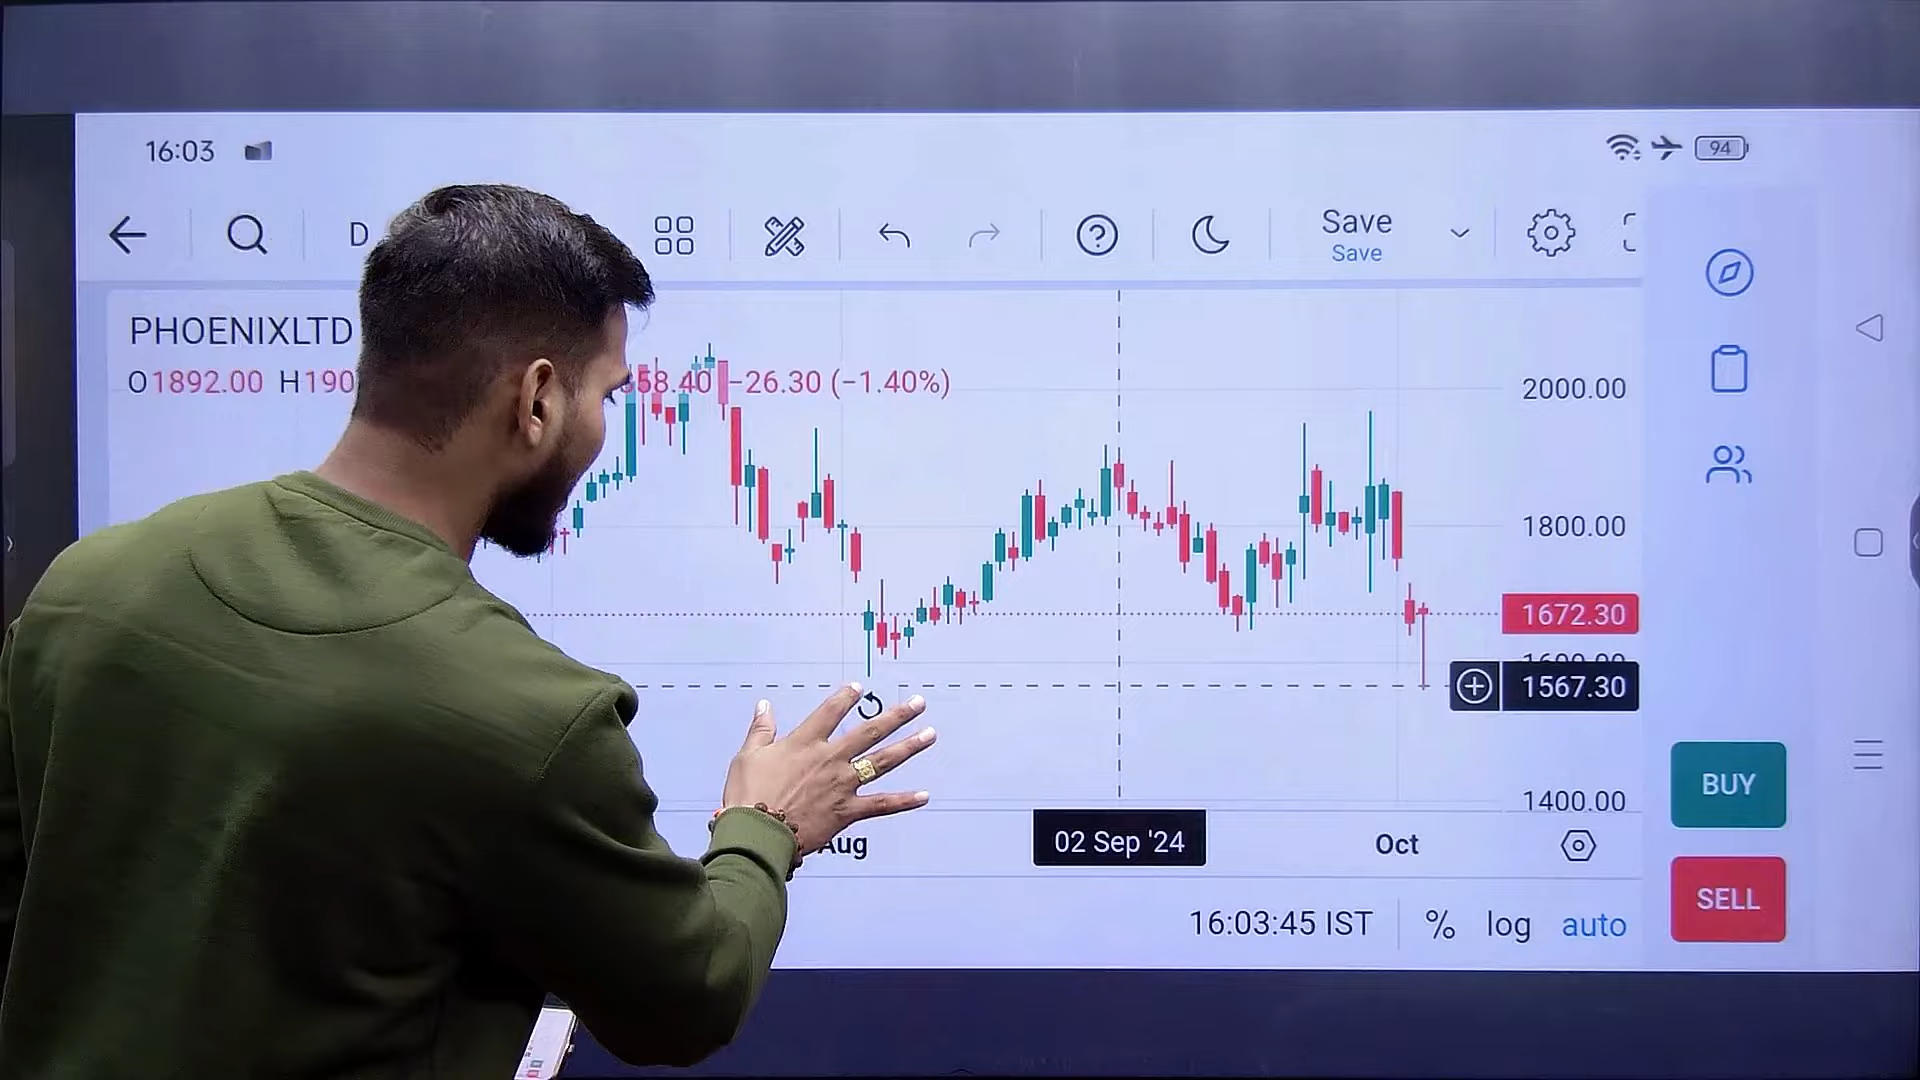 16:03
94
D
Save
Save
PHOENIXLTD
O1892.00 H190 58.40 −26.30 (−1.40%)
2000.00
1800.00
1672.30
1600.00
1567.30
1400.00
Aug
02 Sep '24
Oct
16:03:45 IST
%
log
auto
BUY
SELL